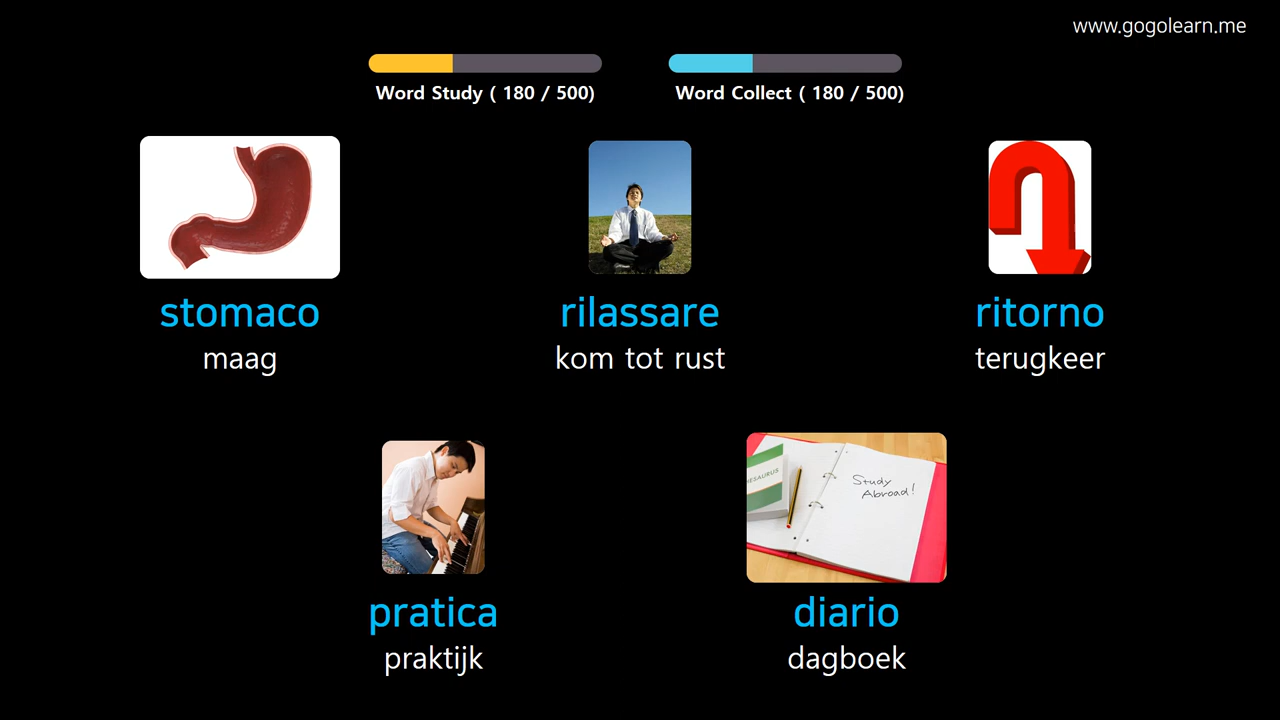 www.gogolearn.me
Word Study ( 180 / 500)
Word Collect ( 180 / 500)
stomaco
maag
rilassare
kom tot rust
ritorno
terugkeer
Study
Abroad!
pratica
praktijk
diario
dagboek